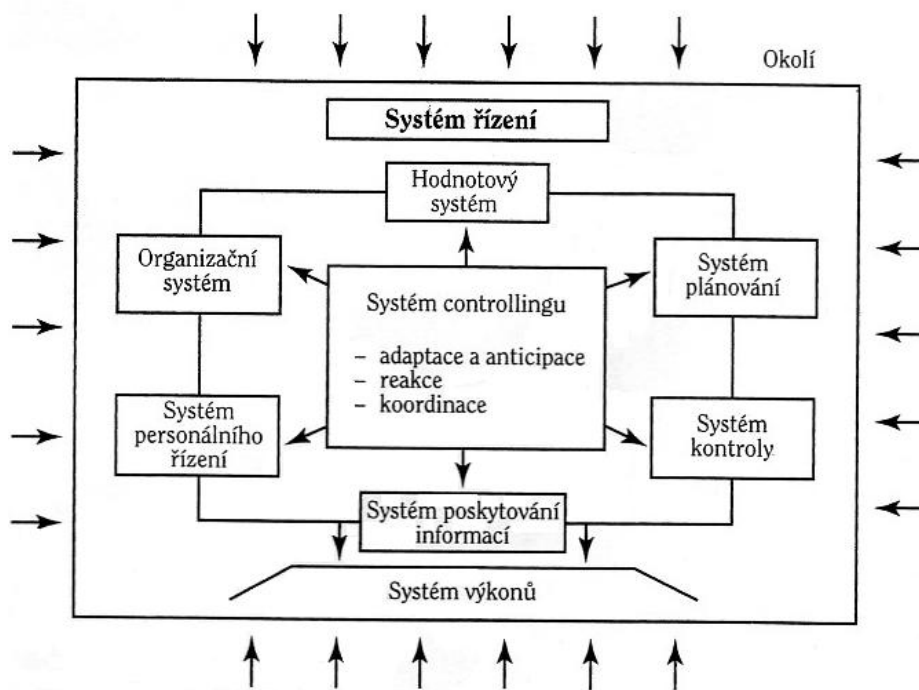 Okolí
Systém řízení
Hodnotový
systém
Organizační
systém
Systém
plánování
Systém controllingu
– adaptace a anticipace
– reakce
– koordinace
Systém
personálního
řízení
Systém
kontroly
Systém poskytování
informací
Systém výkonů